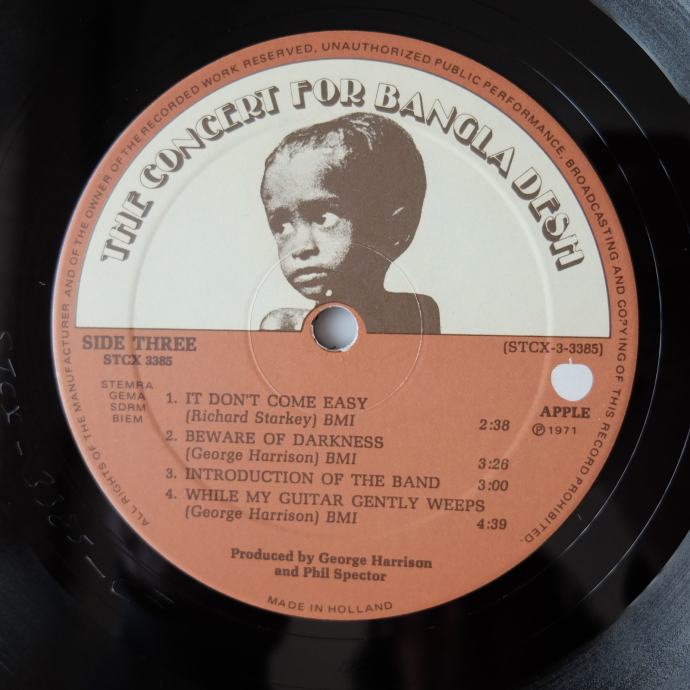 ALL RIGHTS OF THE MANUFACTURER AND OF THE OWNER OF THE RECORDED WORK RESERVED, UNAUTHORIZED PUBLIC PERFORMANCE, BROADCASTING AND COPYING OF THIS RECORD PROHIBITED.
THE CONCERT FOR BANGLA DESH
SIDE THREE
STCX 3385
(STCX-3-3385)
STEMRA
GEMA
SDRM
BIEM
APPLE
℗ 1971
1. IT DON'T COME EASY
(Richard Starkey) BMI 2:38
2. BEWARE OF DARKNESS
(George Harrison) BMI 3:26
3. INTRODUCTION OF THE BAND 3:00
4. WHILE MY GUITAR GENTLY WEEPS
(George Harrison) BMI 4:39
Produced by George Harrison
and Phil Spector
MADE IN HOLLAND